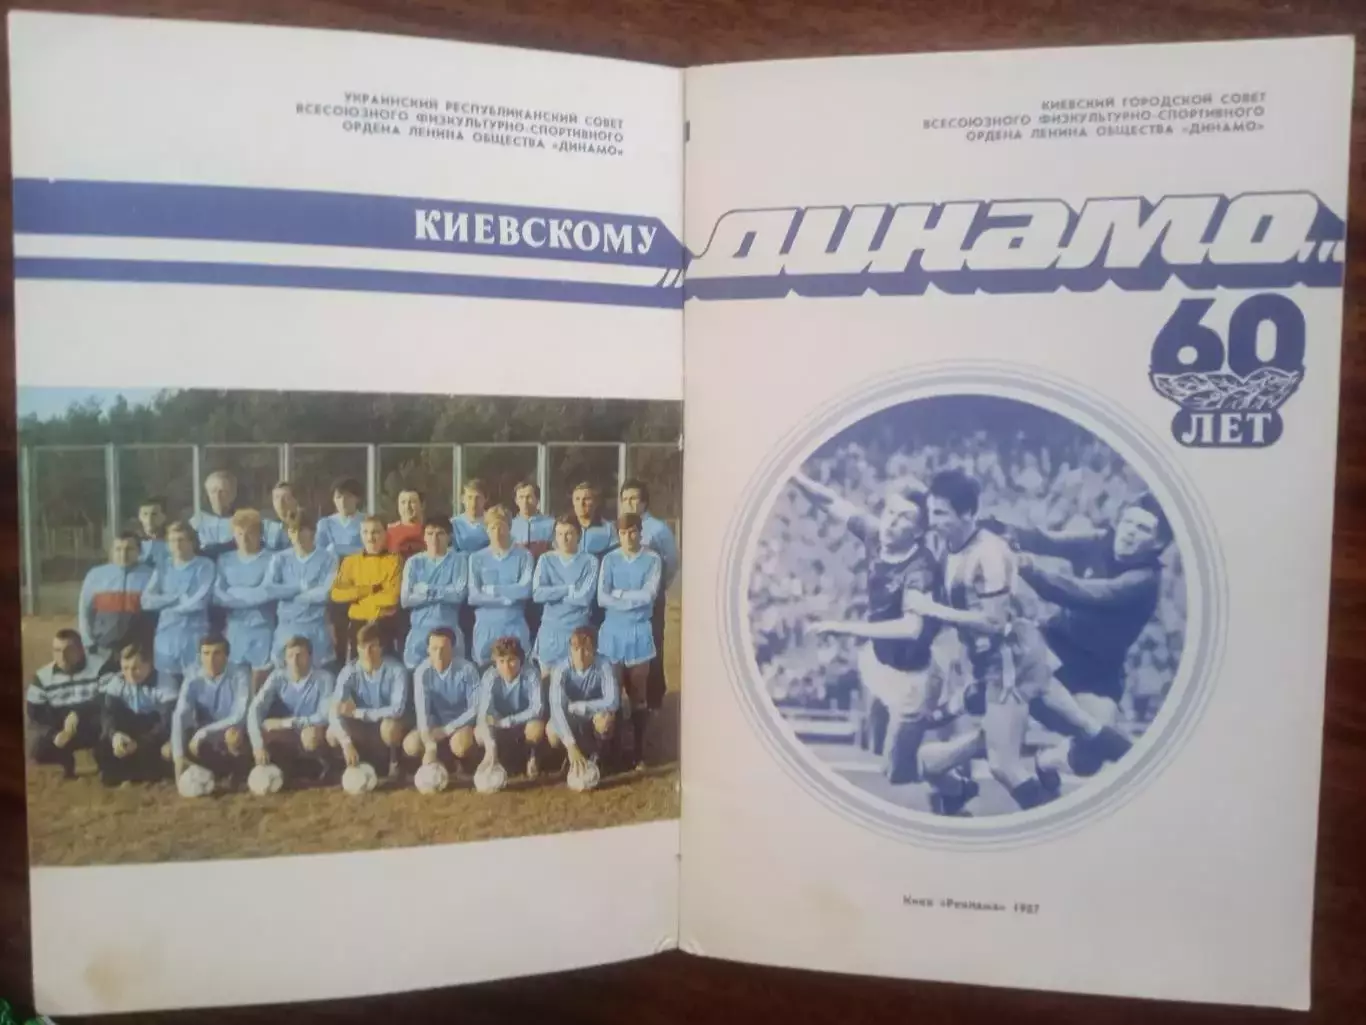 УКРАИНСКИЙ РЕСПУБЛИКАНСКИЙ СОВЕТ
ВСЕСОЮЗНОГО ФИЗКУЛЬТУРНО-СПОРТИВНОГО
ОРДЕНА ЛЕНИНА ОБЩЕСТВА «ДИНАМО»
КИЕВСКОМУ
КИЕВСКИЙ ГОРОДСКОЙ СОВЕТ
ВСЕСОЮЗНОГО ФИЗКУЛЬТУРНО-СПОРТИВНОГО
ОРДЕНА ЛЕНИНА ОБЩЕСТВА «ДИНАМО»
„ДИНАМО...
60
ЛЕТ
Киев «Реклама» 1987